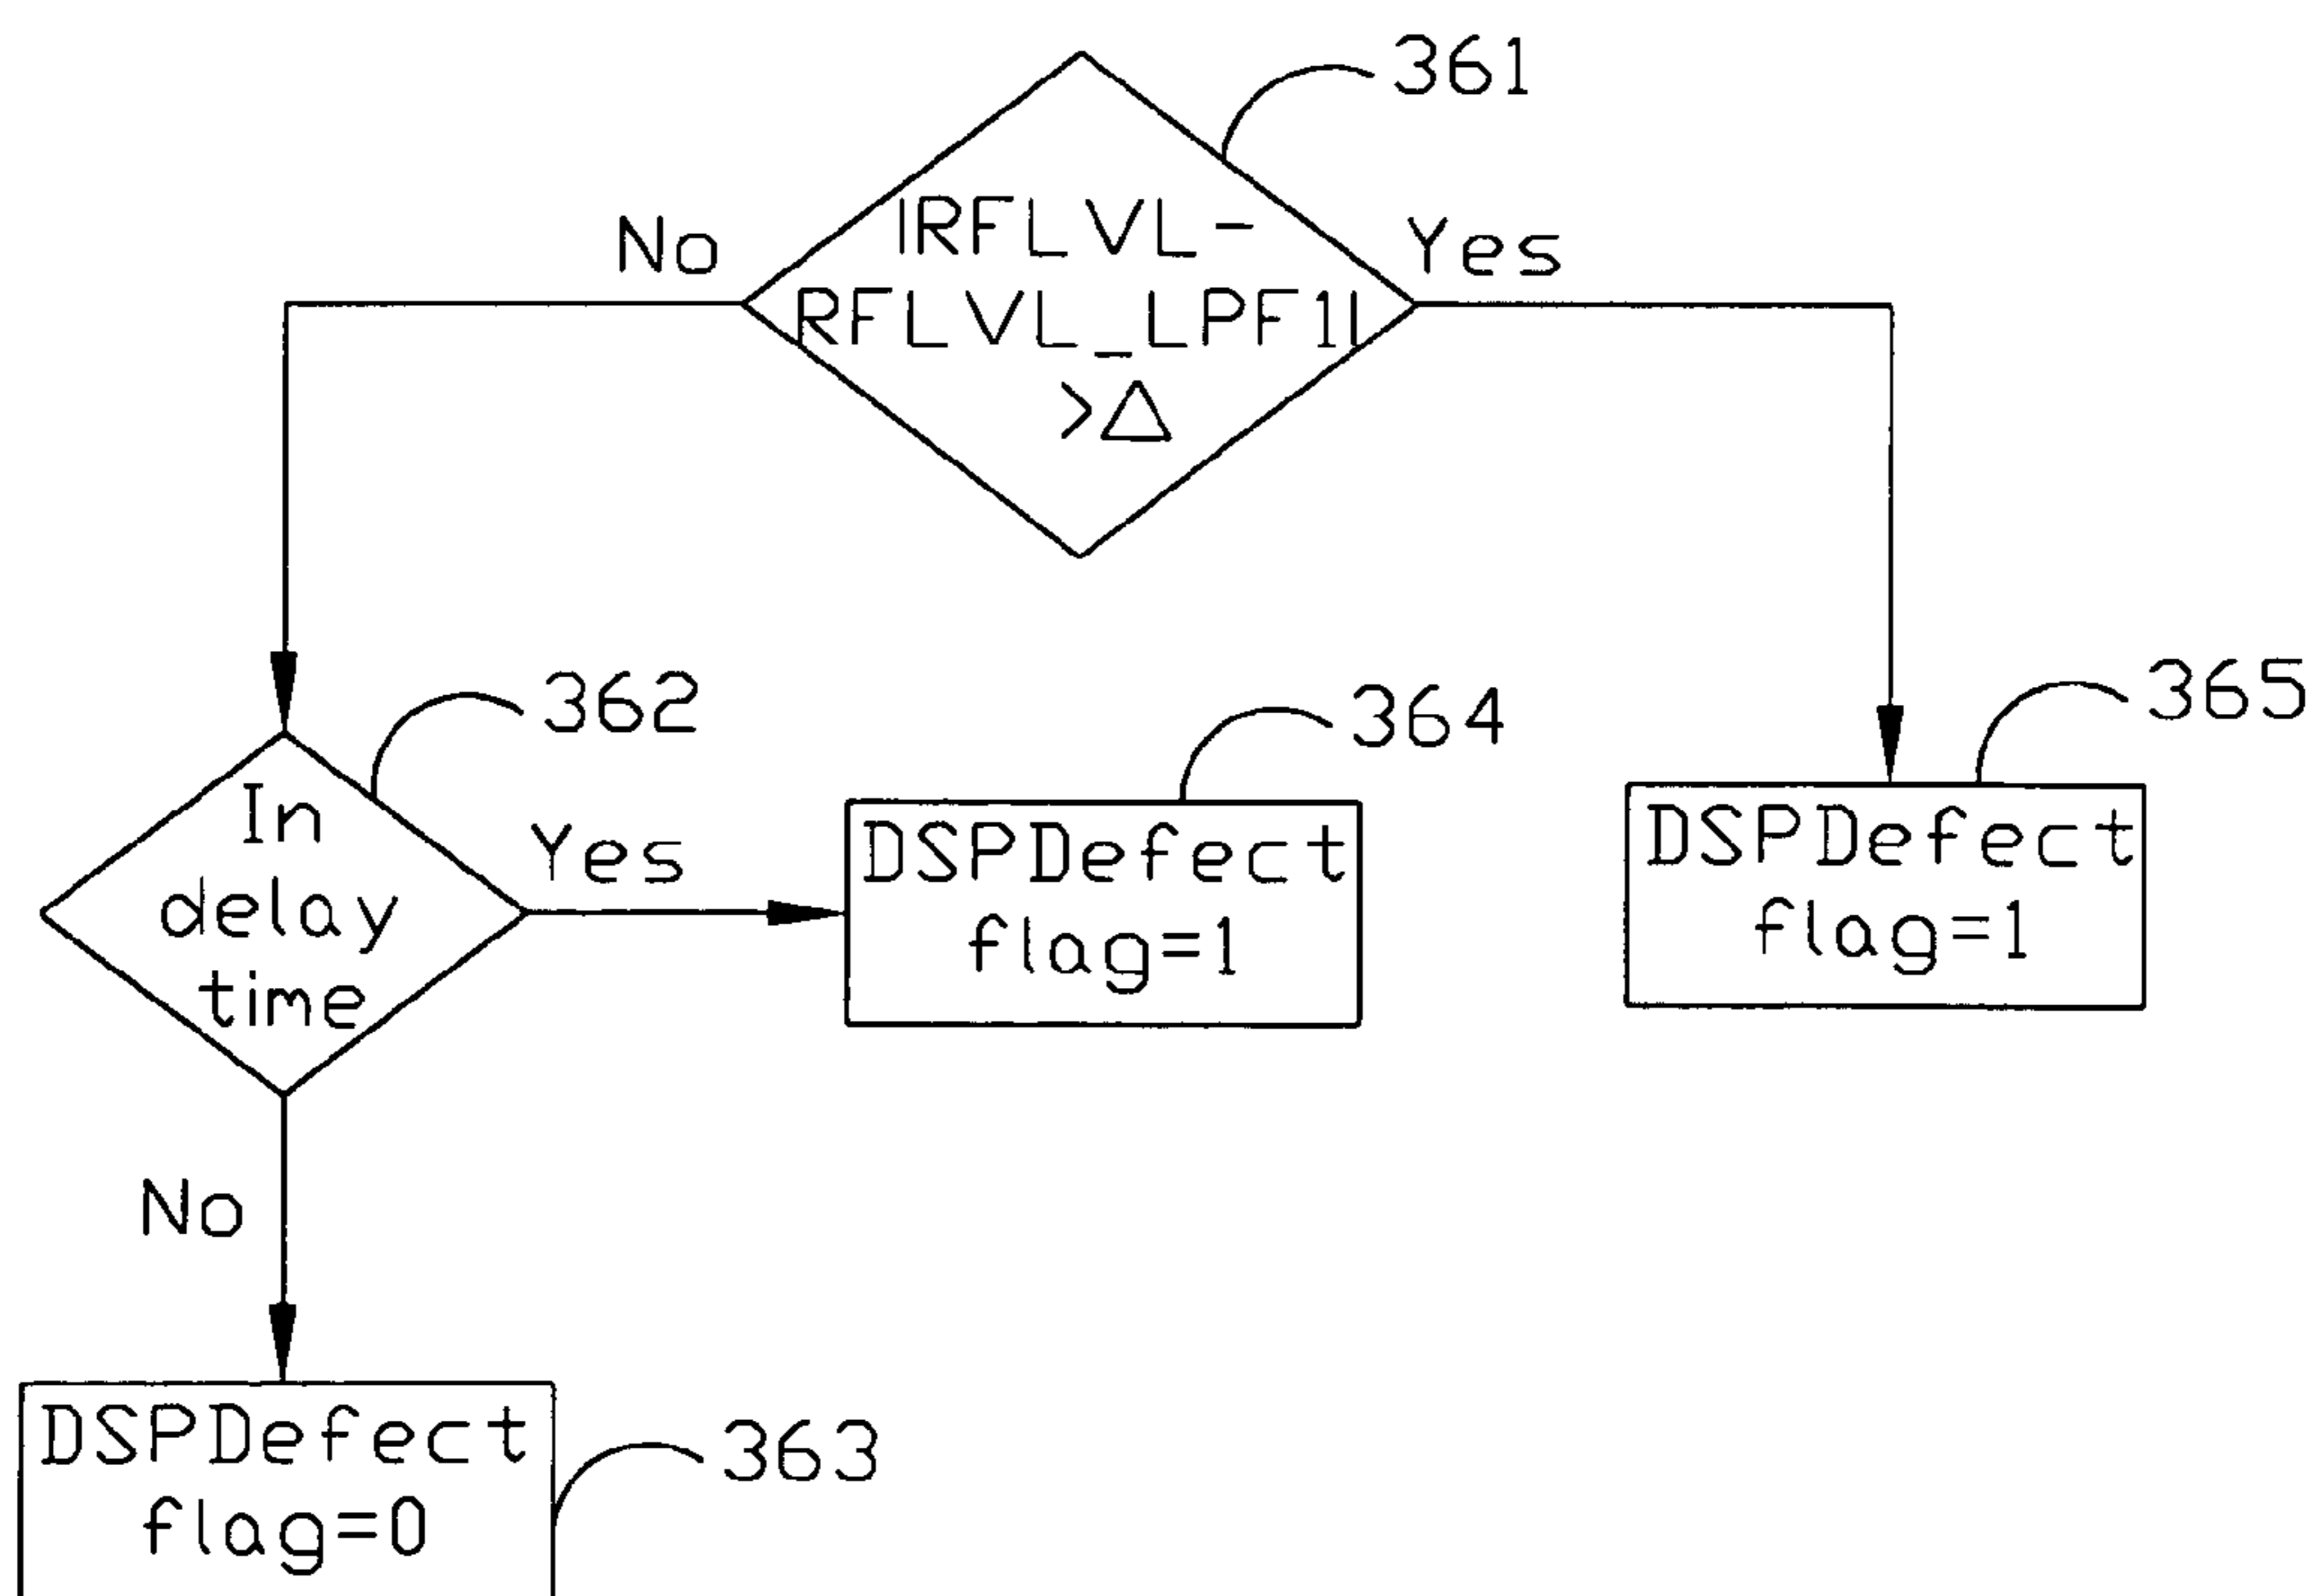 361
No
|RFLVL-
RFLVL_LPF1|
>△
Yes
362
In
delay
time
Yes
364
DSPDefect
flag=1
365
DSPDefect
flag=1
No
DSPDefect
flag=0
363